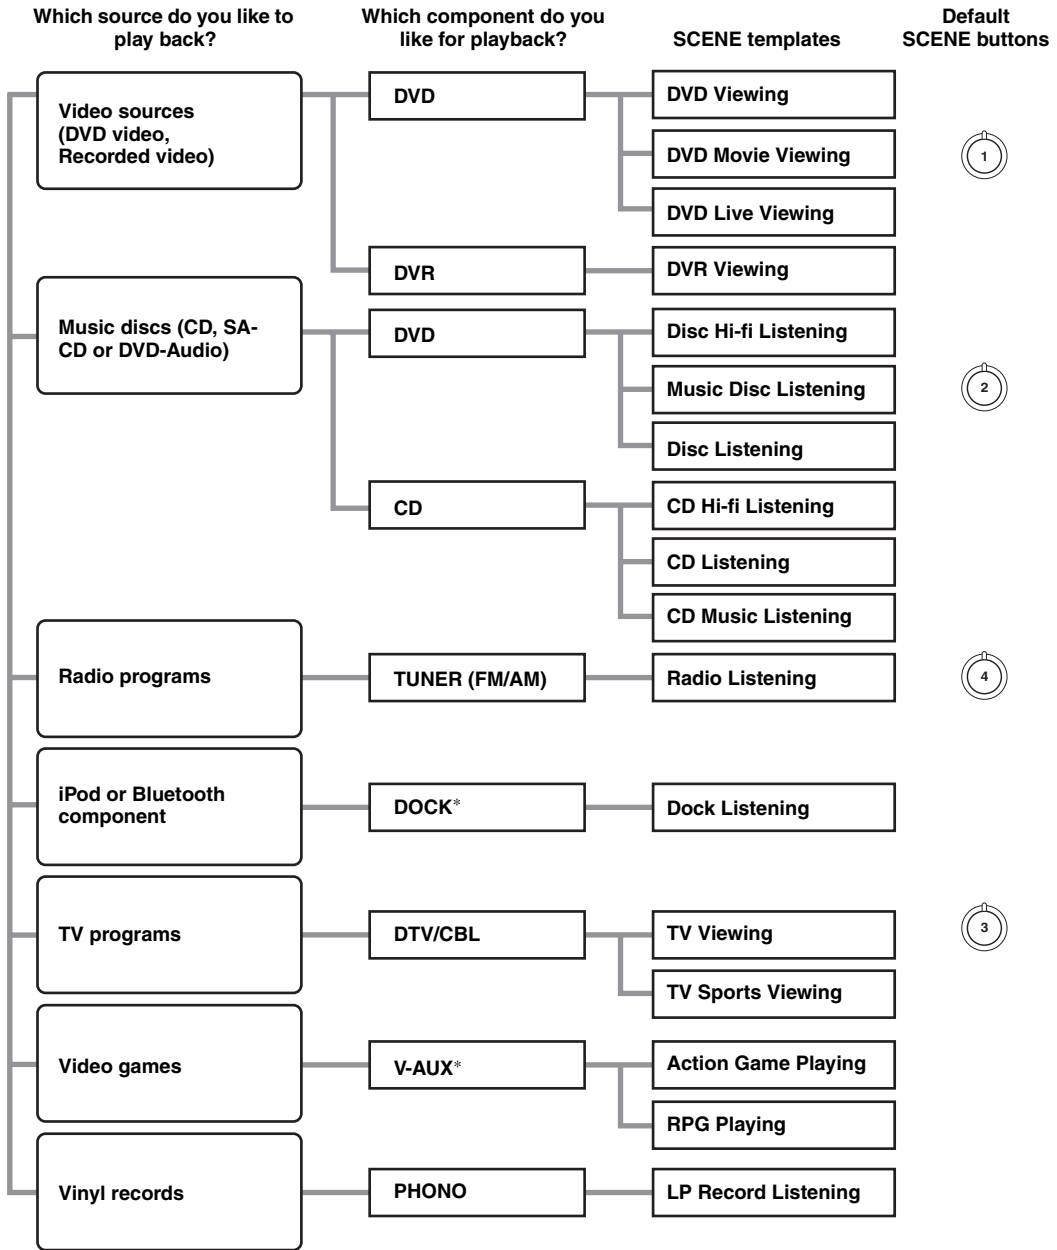 Which source do you like to
play back?
Which component do you
like for playback?
SCENE templates
Default
SCENE buttons
Video sources
(DVD video,
Recorded video)
DVD
DVD Viewing
DVD Movie Viewing
1
DVD Live Viewing
DVR
DVR Viewing
Music discs (CD, SA-
CD or DVD-Audio)
DVD
Disc Hi-fi Listening
Music Disc Listening
2
Disc Listening
CD
CD Hi-fi Listening
CD Listening
CD Music Listening
Radio programs
TUNER (FM/AM)
Radio Listening
4
iPod or Bluetooth
component
DOCK*
Dock Listening
TV programs
DTV/CBL
TV Viewing
3
TV Sports Viewing
Video games
V-AUX*
Action Game Playing
RPG Playing
Vinyl records
PHONO
LP Record Listening